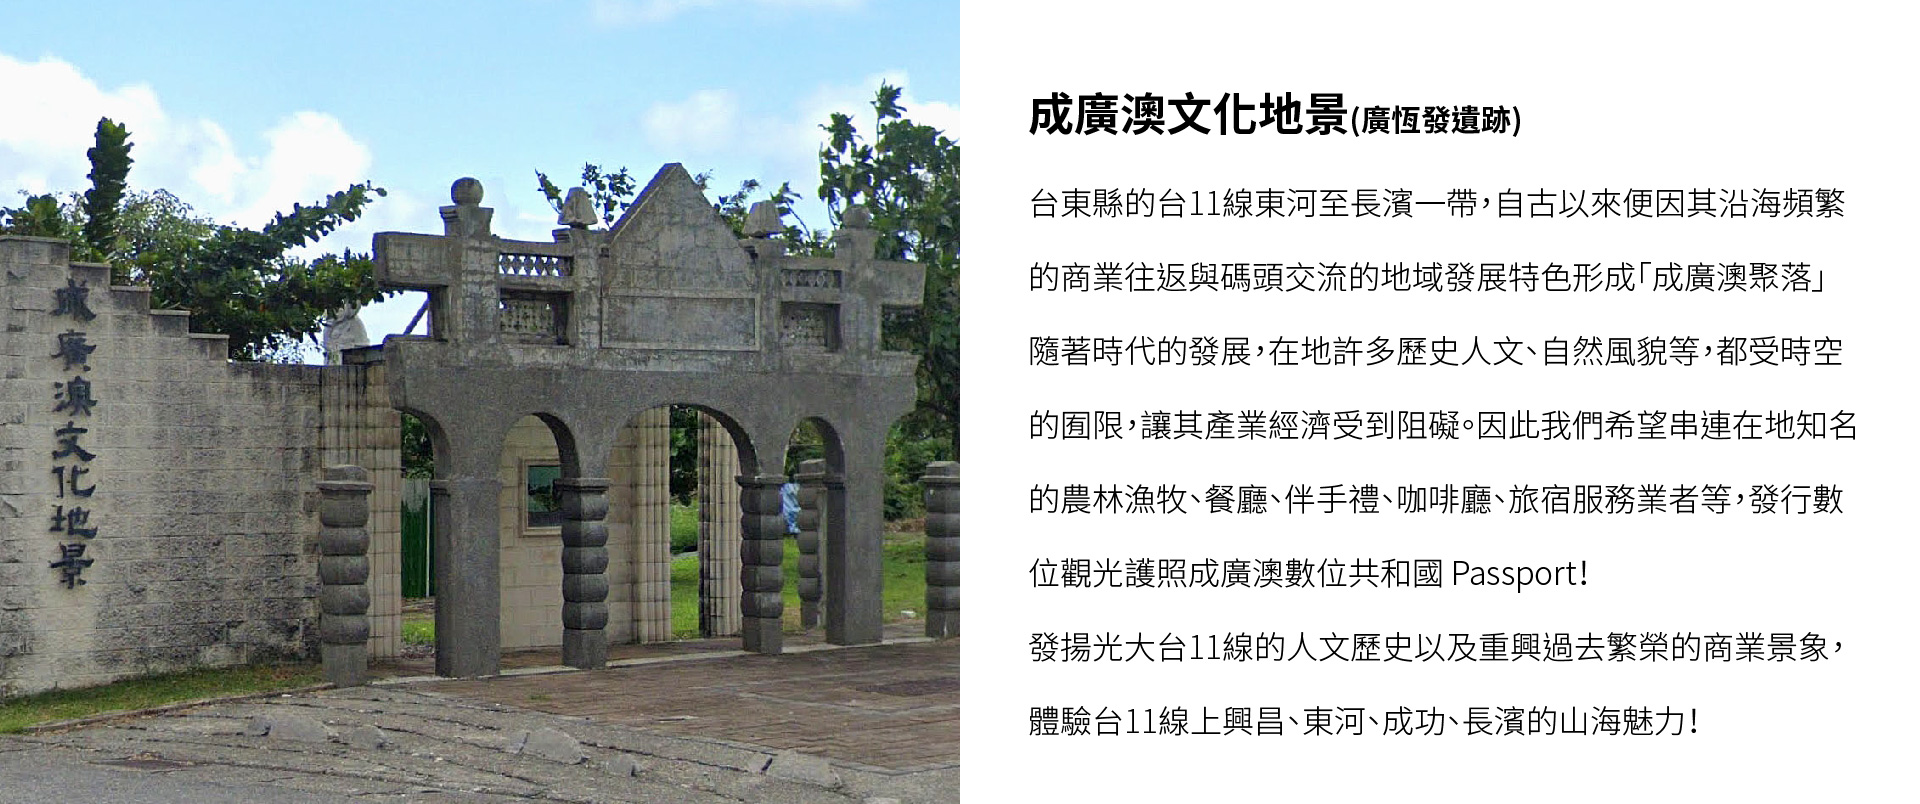 成廣澳文化地景
成廣澳文化地景(廣恆發遺跡)
台東縣的台11線東河至長濱一帶，自古以來便因其沿海頻繁
的商業往返與碼頭交流的地域發展特色形成「成廣澳聚落」
隨著時代的發展，在地許多歷史人文、自然風貌等，都受時空
的囿限，讓其產業經濟受到阻礙。因此我們希望串連在地知名
的農林漁牧、餐廳、伴手禮、咖啡廳、旅宿服務業者等，發行數
位觀光護照成廣澳數位共和國 Passport！
發揚光大台11線的人文歷史以及重興過去繁榮的商業景象，
體驗台11線上興昌、東河、成功、長濱的山海魅力！